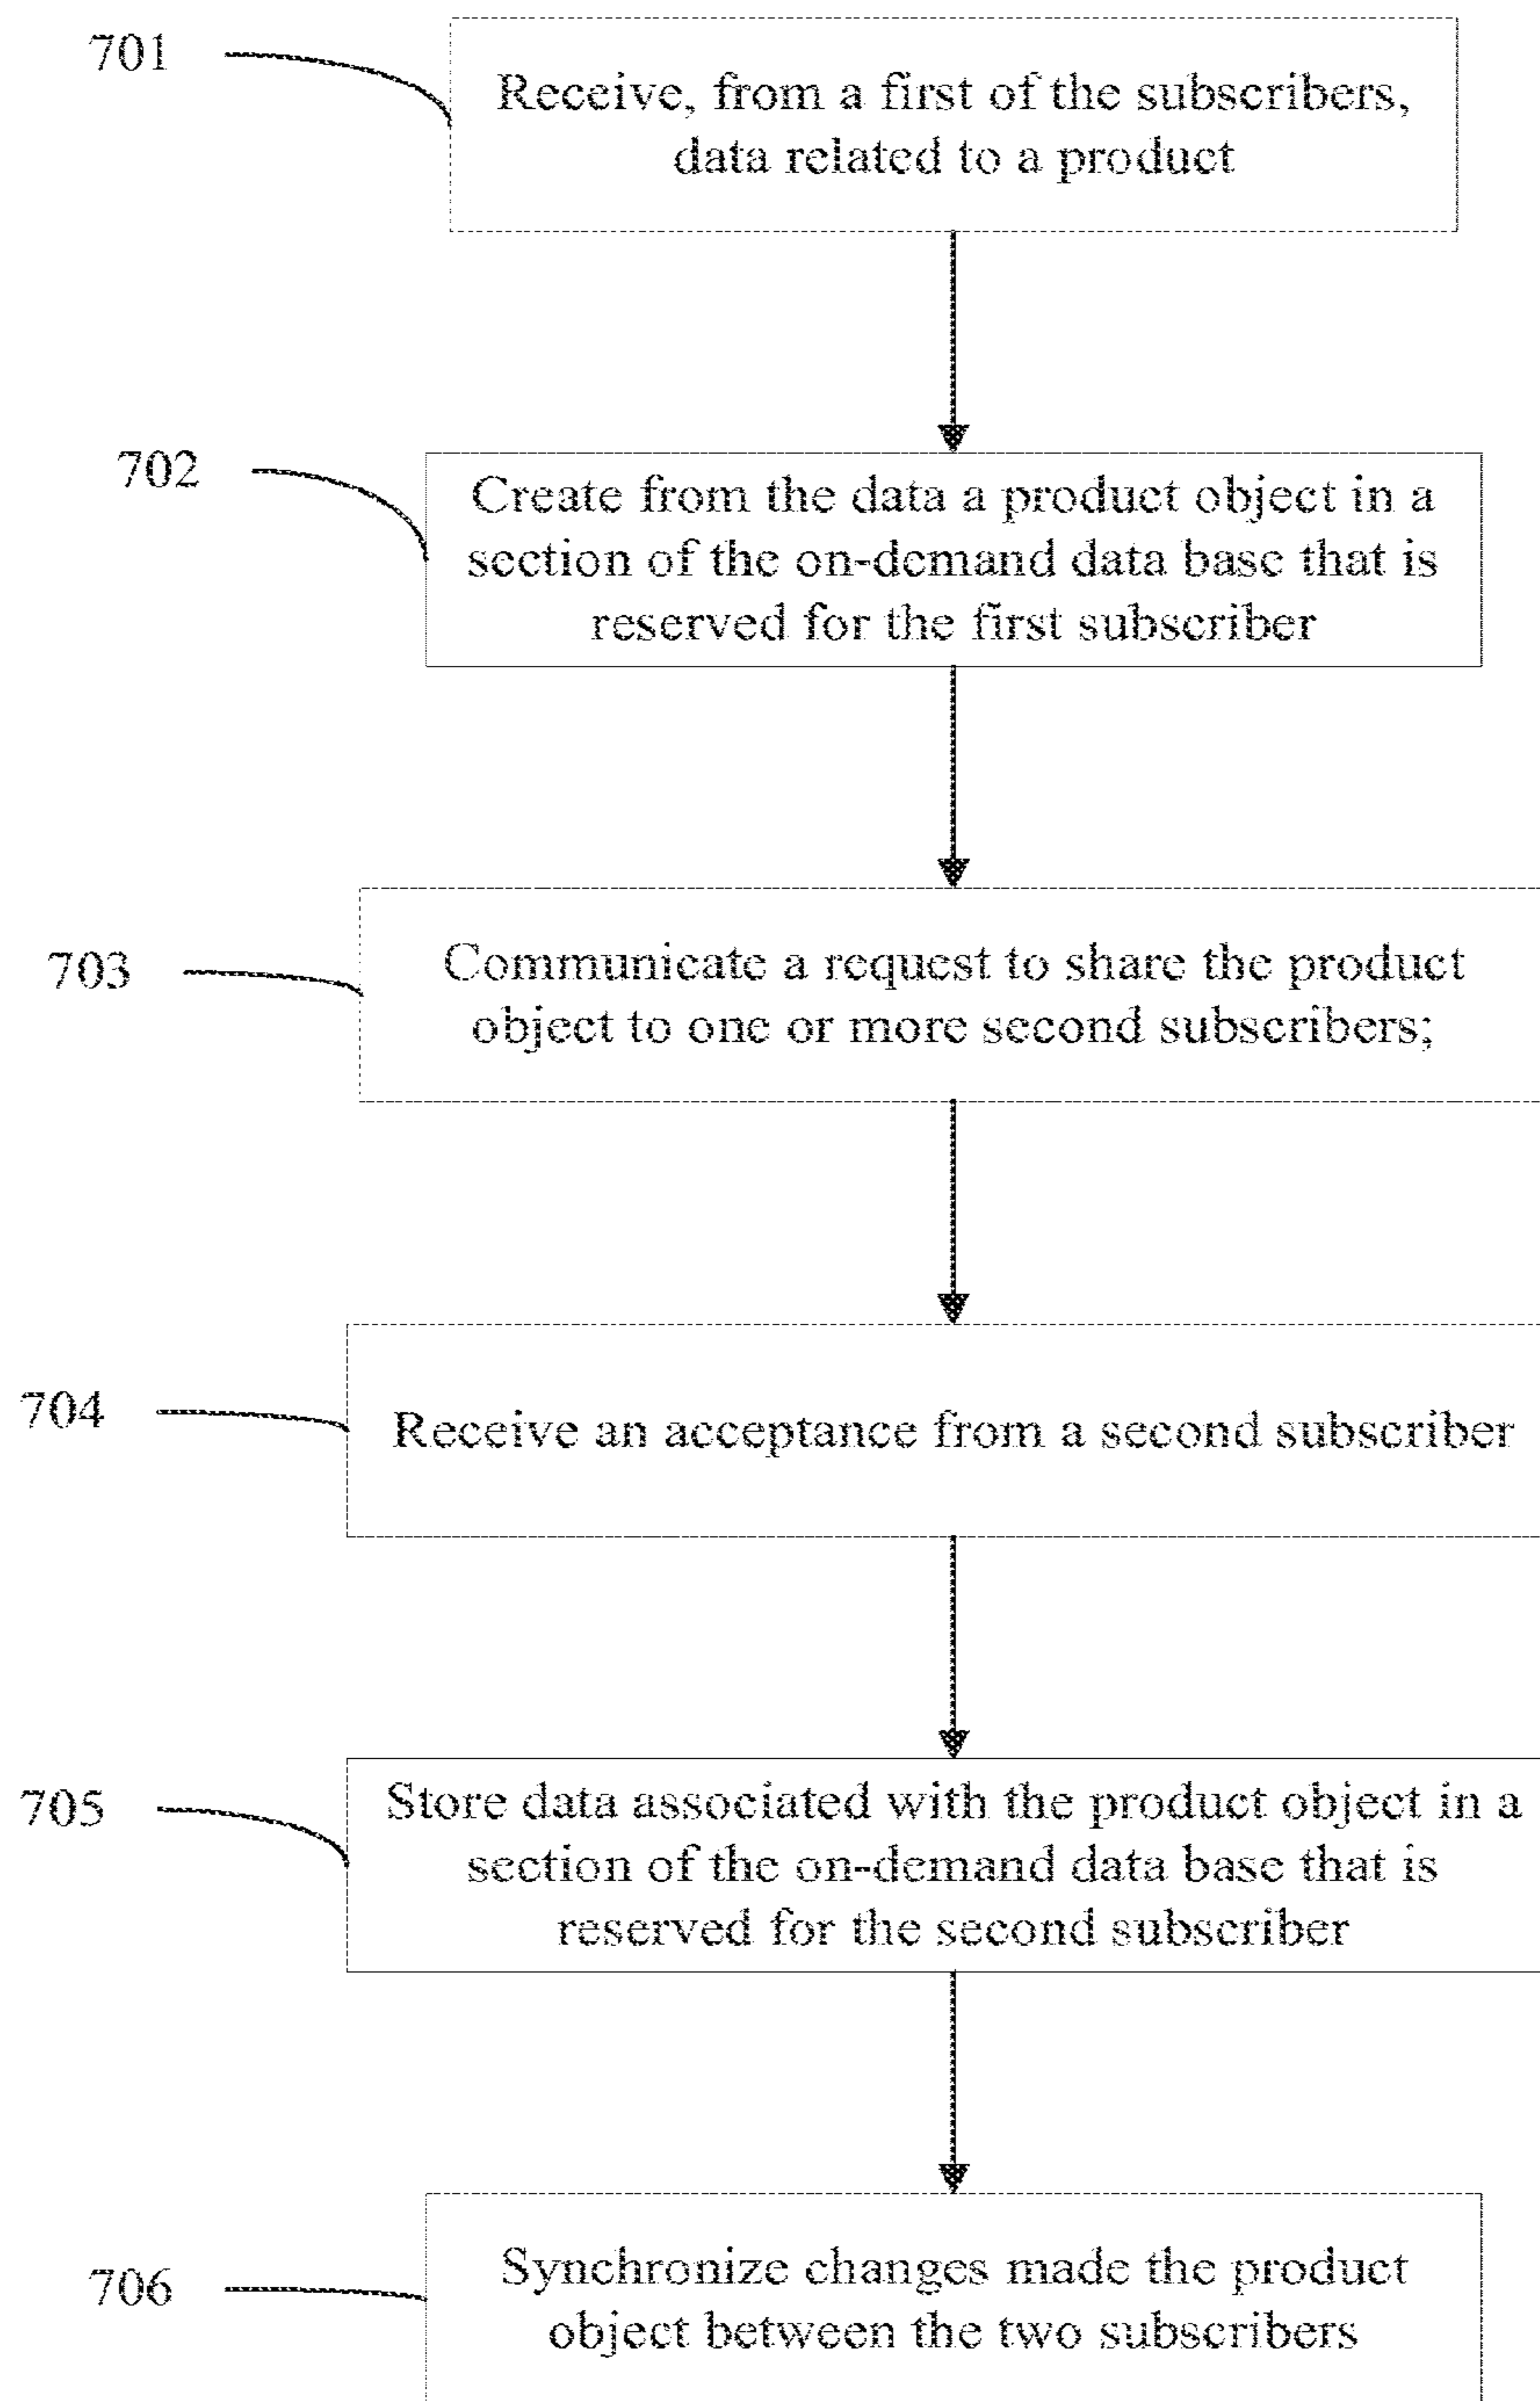 701
Receive, from a first of the subscribers,
data related to a product
702
Create from the data a product object in a
section of the on-demand data base that is
reserved for the first subscriber
703
Communicate a request to share the product
object to one or more second subscribers;
704
Receive an acceptance from a second subscriber
705
Store data associated with the product object in a
section of the on-demand data base that is
reserved for the second subscriber
706
Synchronize changes made the product
object between the two subscribers